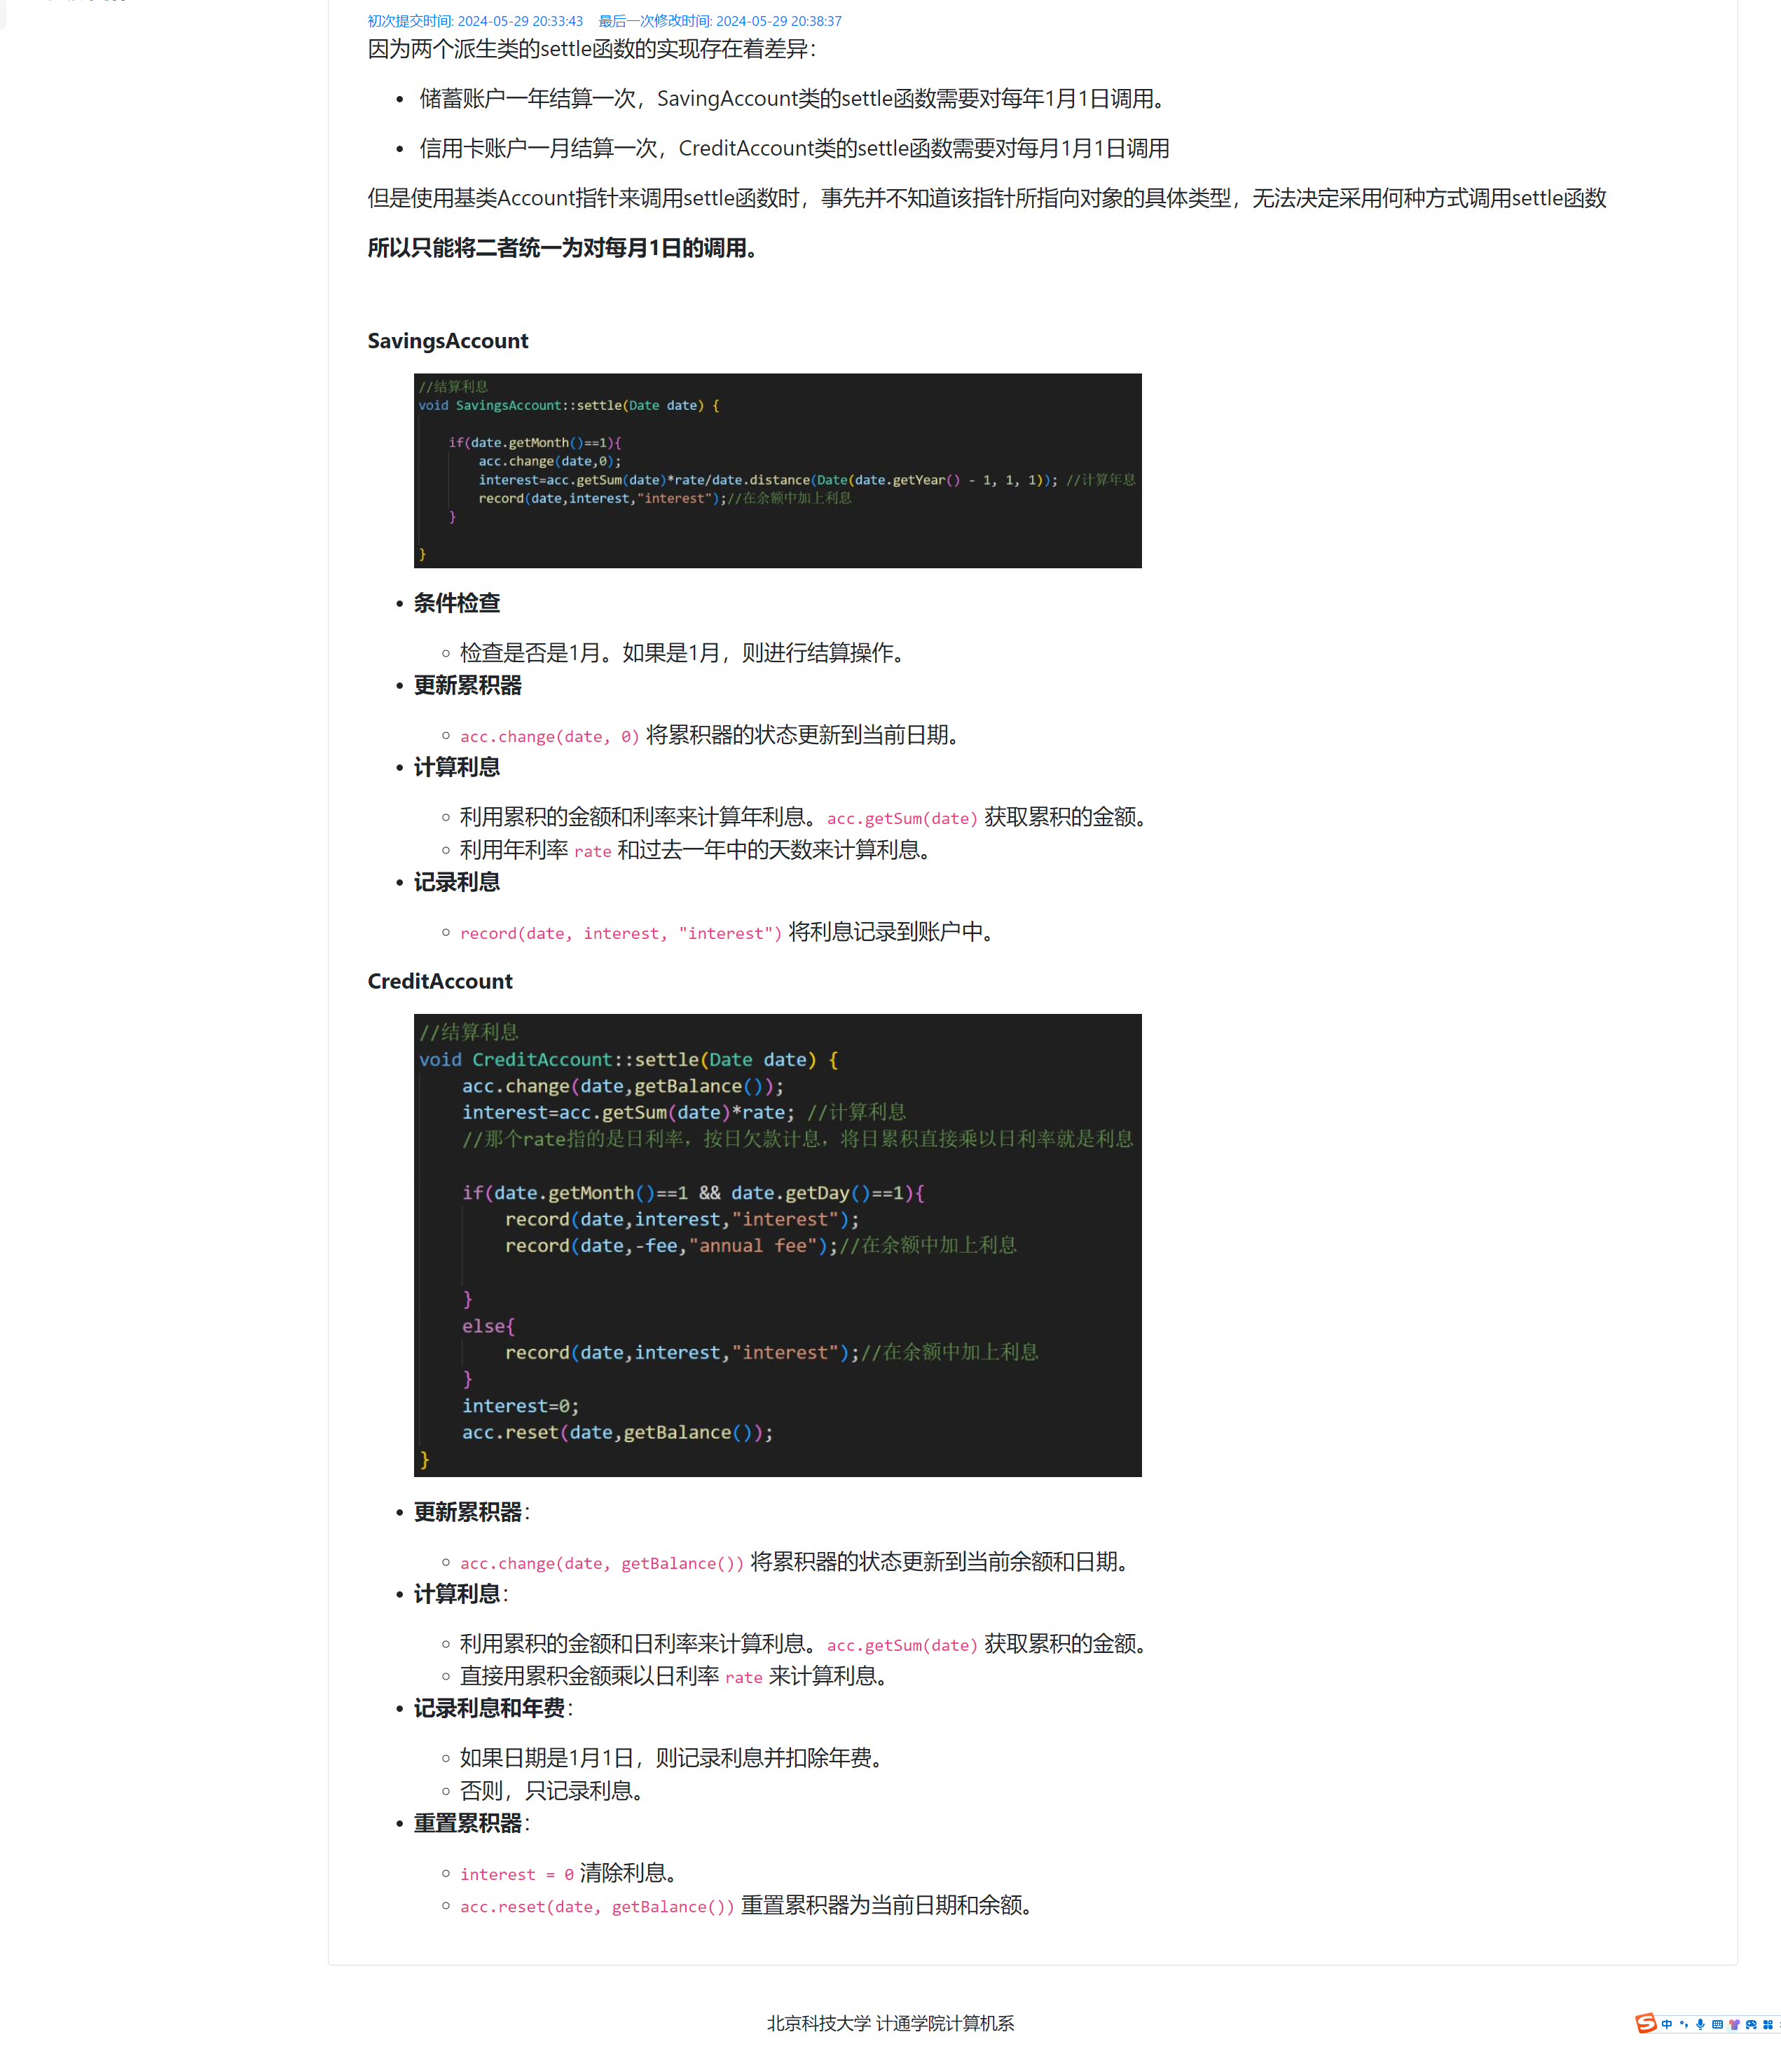 初次提交时间: 2024-05-29 20:33:43 最后一次修改时间: 2024-05-29 20:38:37
因为两个派生类的settle函数的实现存在着差异：
• 储蓄账户一年结算一次，SavingAccount类的settle函数需要对每年1月1日调用。
• 信用卡账户一月结算一次，CreditAccount类的settle函数需要对每月1月1日调用
但是使用基类Account指针来调用settle函数时，事先并不知道该指针所指向对象的具体类型，无法决定采用何种方式调用settle函数
所以只能将二者统一为对每月1日的调用。
SavingsAccount
//结算利息
void SavingsAccount::settle(Date date) {
if(date.getMonth()==1){
acc.change(date,0);
interest=acc.getSum(date)*rate/date.distance(Date(date.getYear() - 1, 1, 1)); //计算年息
record(date,interest,"interest");//在余额中加上利息
}
}
• 条件检查
◦ 检查是否是1月。如果是1月，则进行结算操作。
• 更新累积器
◦ acc.change(date, 0) 将累积器的状态更新到当前日期。
• 计算利息
◦ 利用累积的金额和利率来计算年利息。acc.getSum(date) 获取累积的金额。
◦ 利用年利率 rate 和过去一年中的天数来计算利息。
• 记录利息
◦ record(date, interest, "interest") 将利息记录到账户中。
CreditAccount
//结算利息
void CreditAccount::settle(Date date) {
acc.change(date,getBalance());
interest=acc.getSum(date)*rate; //计算利息
//那个rate指的是日利率，按日欠款计息，将日累积直接乘以日利率就是利息
if(date.getMonth()==1 && date.getDay()==1){
record(date,interest,"interest");
record(date,-fee,"annual fee");//在余额中加上利息
}
else{
record(date,interest,"interest");//在余额中加上利息
}
interest=0;
acc.reset(date,getBalance());
}
• 更新累积器：
◦ acc.change(date, getBalance()) 将累积器的状态更新到当前余额和日期。
• 计算利息：
◦ 利用累积的金额和日利率来计算利息。acc.getSum(date) 获取累积的金额。
◦ 直接用累积金额乘以日利率 rate 来计算利息。
• 记录利息和年费：
◦ 如果日期是1月1日，则记录利息并扣除年费。
◦ 否则，只记录利息。
• 重置累积器：
◦ interest = 0 清除利息。
◦ acc.reset(date, getBalance()) 重置累积器为当前日期和余额。
北京科技大学 计通学院计算机系
中